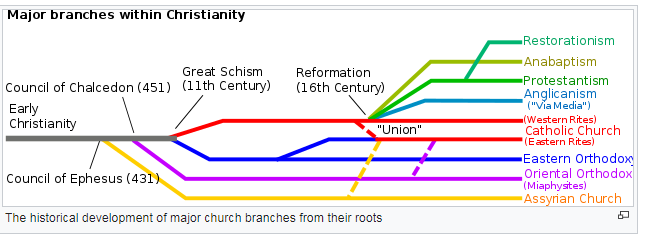 Major branches within Christianity
Restorationism
Great Schism
(11th Century)
Reformation
(16th Century)
Anabaptism
Council of Chalcedon (451)
Protestantism
Anglicanism
("Via Media")
Early
Christianity
(Western Rites)
"Union"
Catholic Church
(Eastern Rites)
Eastern Orthodoxy
Council of Ephesus (431)
Oriental Orthodox
(Miaphysites)
Assyrian Church
The historical development of major church branches from their roots